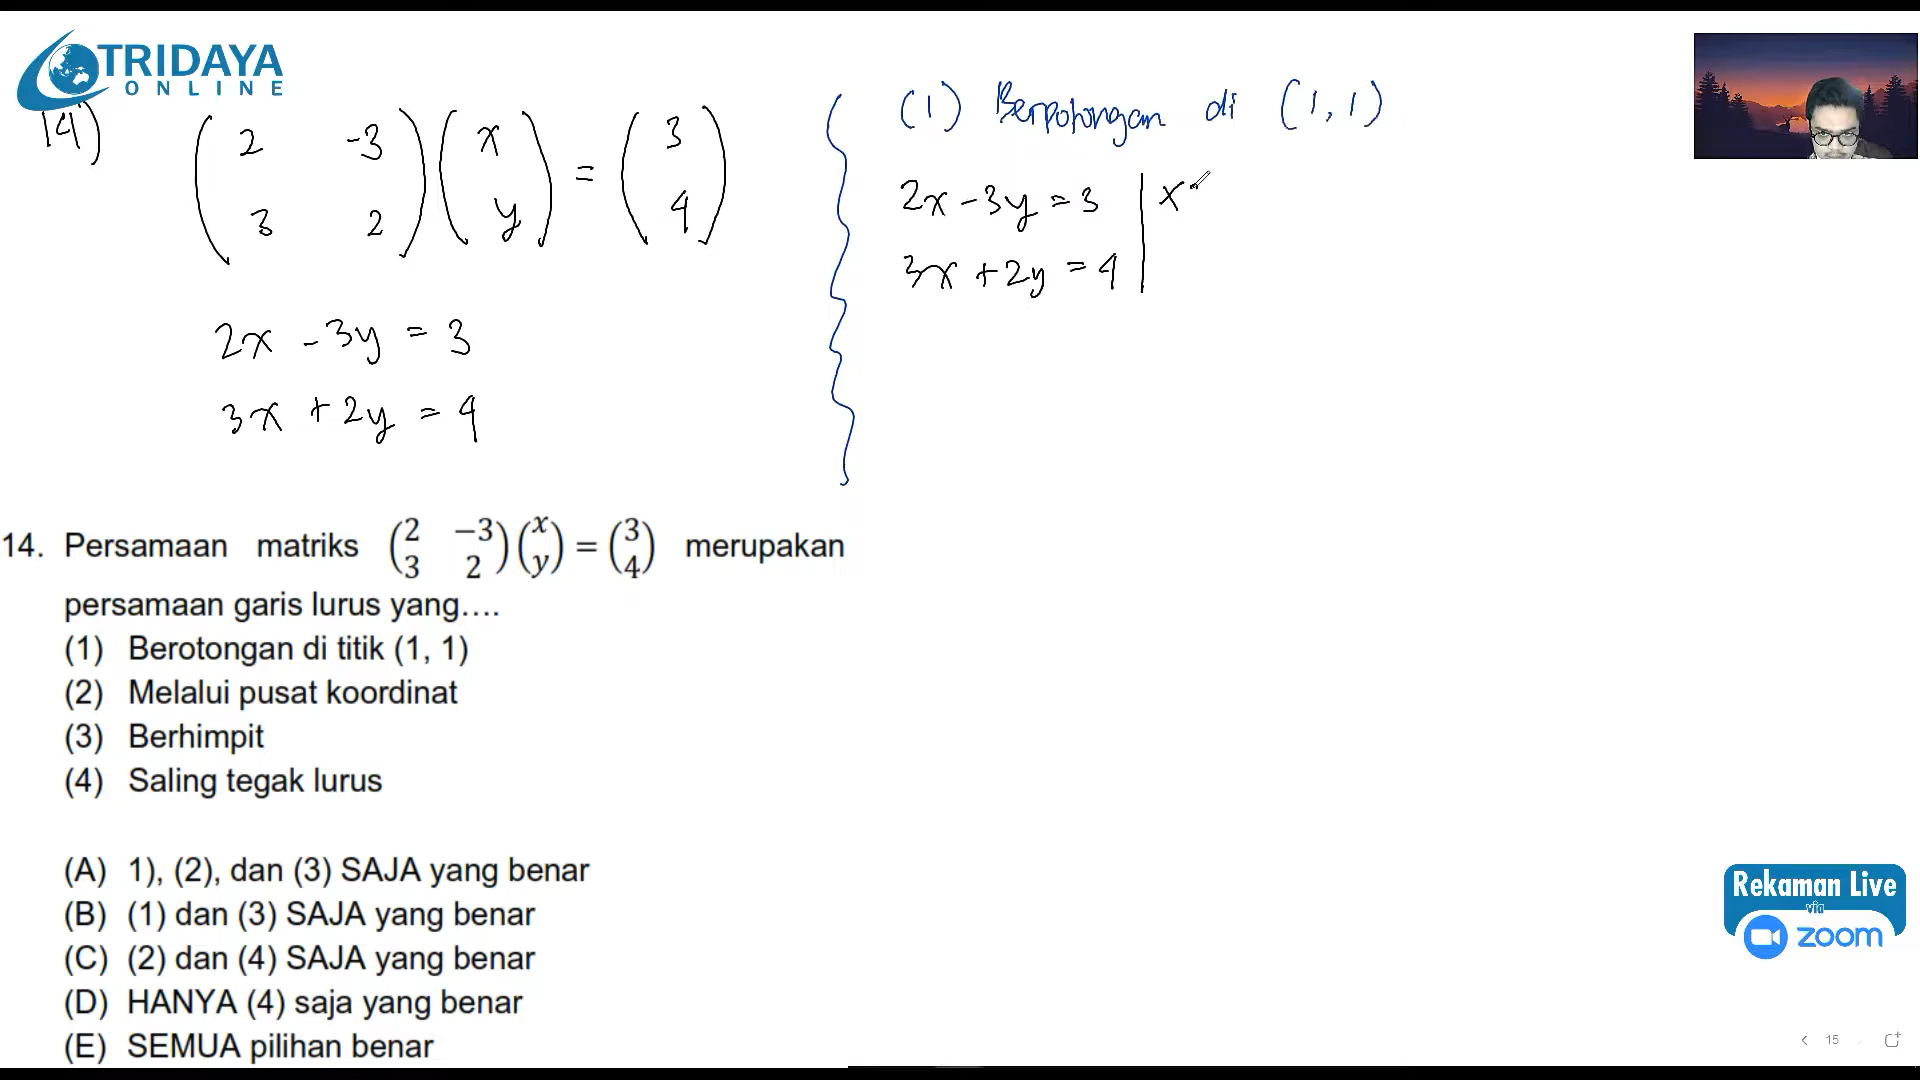 TRIDAYA
ONLINE
14)
( 2 -3 ) ( x ) = ( 3 )
( 3 2 ) ( y ) ( 4 )
2x - 3y = 3
3x + 2y = 4
(1) Berpotongan di (1,1)
2x - 3y = 3 | x
3x + 2y = 4 |
14. Persamaan matriks (2 −3) (x) = (3) merupakan
(3 2) (y) (4)
persamaan garis lurus yang....
(1) Berotongan di titik (1, 1)
(2) Melalui pusat koordinat
(3) Berhimpit
(4) Saling tegak lurus
(A) 1), (2), dan (3) SAJA yang benar
(B) (1) dan (3) SAJA yang benar
(C) (2) dan (4) SAJA yang benar
(D) HANYA (4) saja yang benar
(E) SEMUA pilihan benar
Rekaman Live
via
zoom
< 15